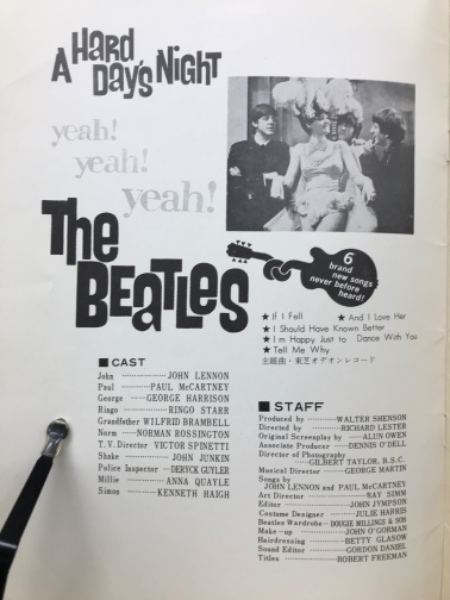 A HARD
DAY'S NIGHT
yeah!
yeah!
yeah!
The
BEATLES
6
brand
new songs
never before
heard!
★ If I Fell ★ And I Love Her
★ I Should Have Known Better
★ I m Happy Just to Dance With You
★ Tell Me Why
主題曲・東芝オデオンレコード
■ CAST
John ---------- JOHN LENNON
Paul ---------- PAUL McCARTNEY
George ------ GEORGE HARRISON
Ringo ---------- RINGO STARR
Grandfather WILFRID BRAMBELL
Norm ---- NORMAN ROSSINGTON
T.V. Director VICTOR SPINETTI
Shake ---------- JOHN JUNKIN
Police Inspector -- DERYCK GUYLER
Millie ---------- ANNA QUAYLE
Simon ---------- KENNETH HAIGH
■ STAFF
Produced by ---------- WALTER SHENSON
Directed by ---------- RICHARD LESTER
Original Screenplay by ---- ALUN OWEN
Associate Producer ------ DENNIS O'DELL
Director of Photography
---------- GILBERT TAYLOR, B.S.C.
Musical Director ------ GEORGE MARTIN
Songs by
JOHN LENNON and PAUL McCARTNEY
Art Director ---------- RAY SIMM
Editor ---------- JOHN JYMPSON
Costume Designer ------ JULIE HARRIS
Beatles Wardrobe-- DOUGIE MILLINGS & SON
Make-up ---------- JOHN O'GORMAN
Hairdressing ---------- BETTY GLASOW
Sound Editor ---------- GORDON DANIEL
Titles ---------- ROBERT FREEMAN